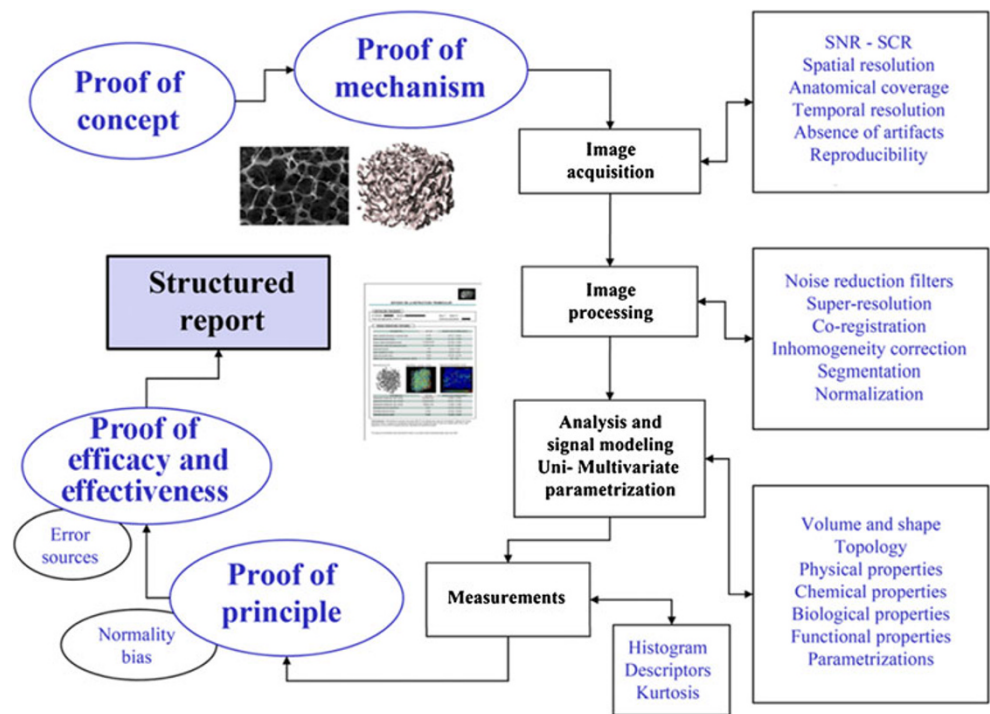 Proof of
concept
Proof of
mechanism
SNR - SCR
Spatial resolution
Anatomical coverage
Temporal resolution
Absence of artifacts
Reproducibility
Image
acquisition
Structured
report
Image
processing
Noise reduction filters
Super-resolution
Co-registration
Inhomogeneity correction
Segmentation
Normalization
Analysis and
signal modeling
Uni- Multivariate
parametrization
Proof of
efficacy and
effectiveness
Error
sources
Volume and shape
Topology
Physical properties
Chemical properties
Biological properties
Functional properties
Parametrizations
Proof of
principle
Normality
bias
Measurements
Histogram
Descriptors
Kurtosis